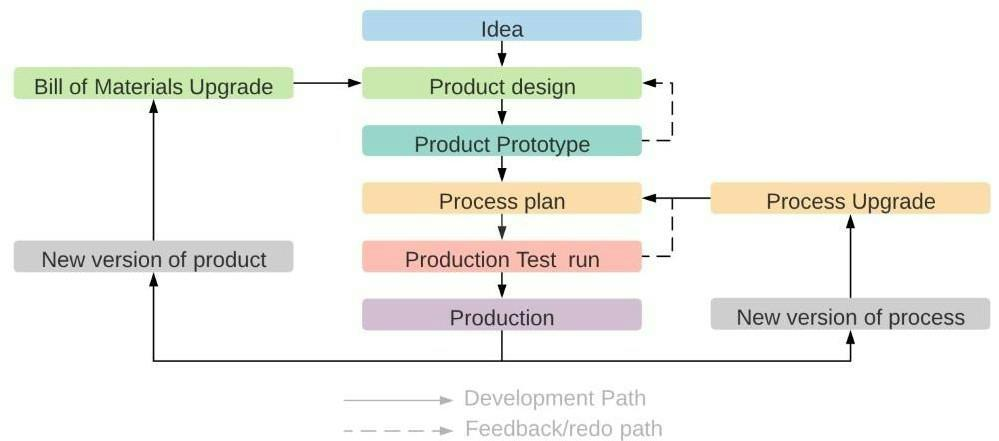 Idea
Bill of Materials Upgrade
Product design
Product Prototype
Process plan
Process Upgrade
New version of product
Production Test run
Production
New version of process
Development Path
Feedback/redo path